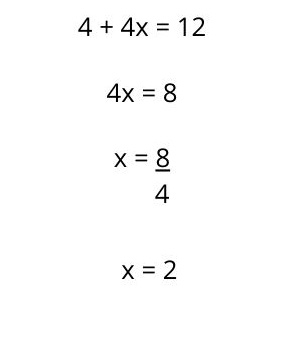 4 + 4x = 12
4x = 8
x = 8
4
x = 2